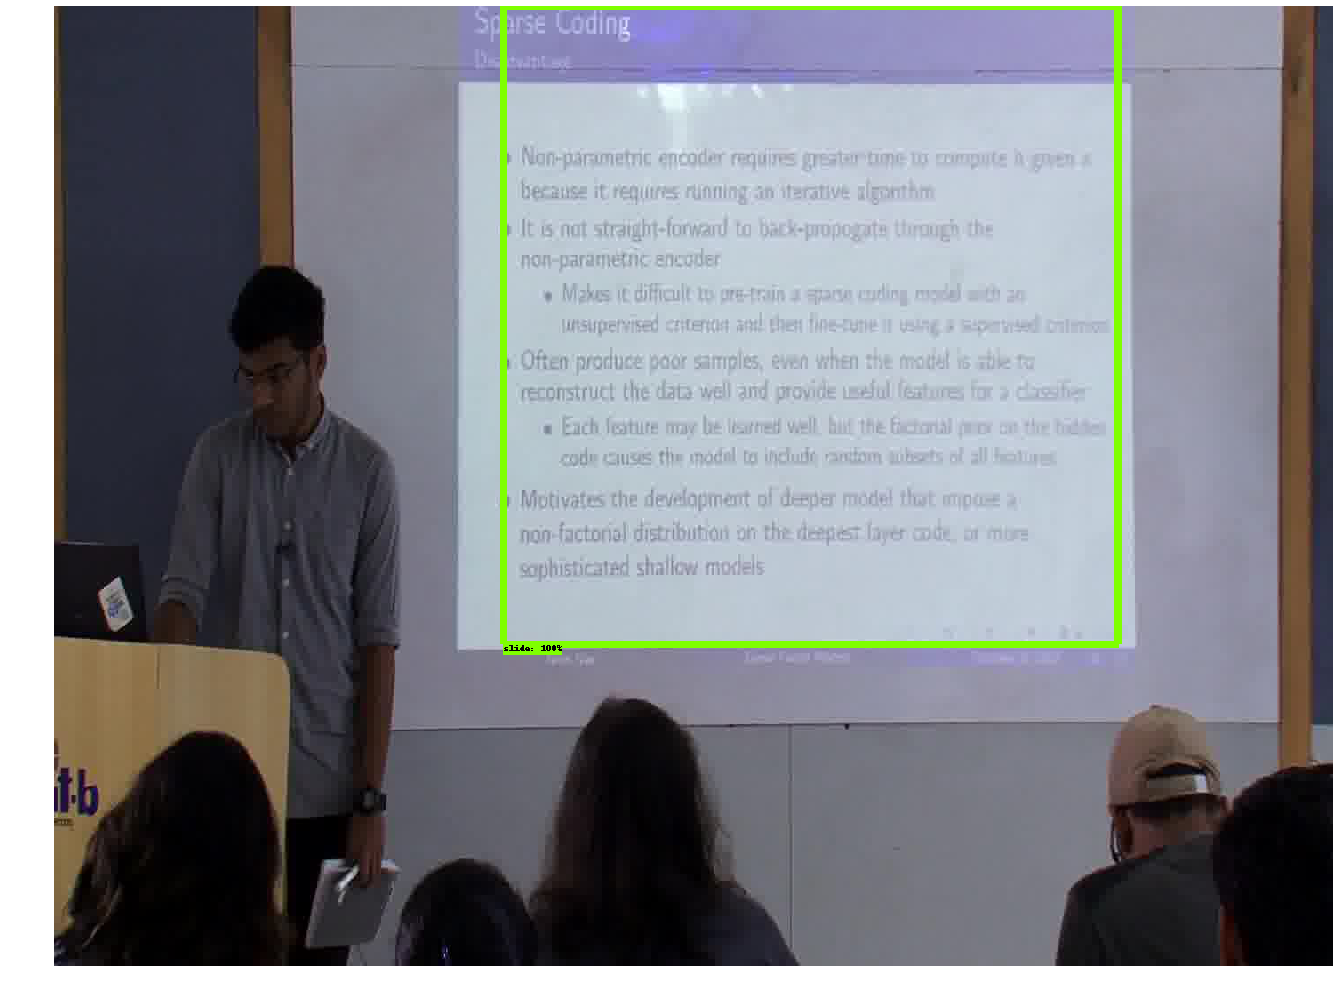 Sparse Coding
Disadvantage
• Non-parametric encoder requires greater time to compute h given x
because it requires running an iterative algorithm
• It is not straight-forward to back-propogate through the
non-parametric encoder
• Makes it difficult to pre-train a sparse coding model with an
unsupervised criterion and then fine-tune it using a supervised criterion
• Often produce poor samples, even when the model is able to
reconstruct the data well and provide useful features for a classifier
• Each feature may be learned well, but the factorial prior on the hidden
code causes the model to include random subsets of all features
• Motivates the development of deeper model that impose a
non-factorial distribution on the deepest layer code, or more
sophisticated shallow models
slide: 100%
Linear Factor Models
it-b